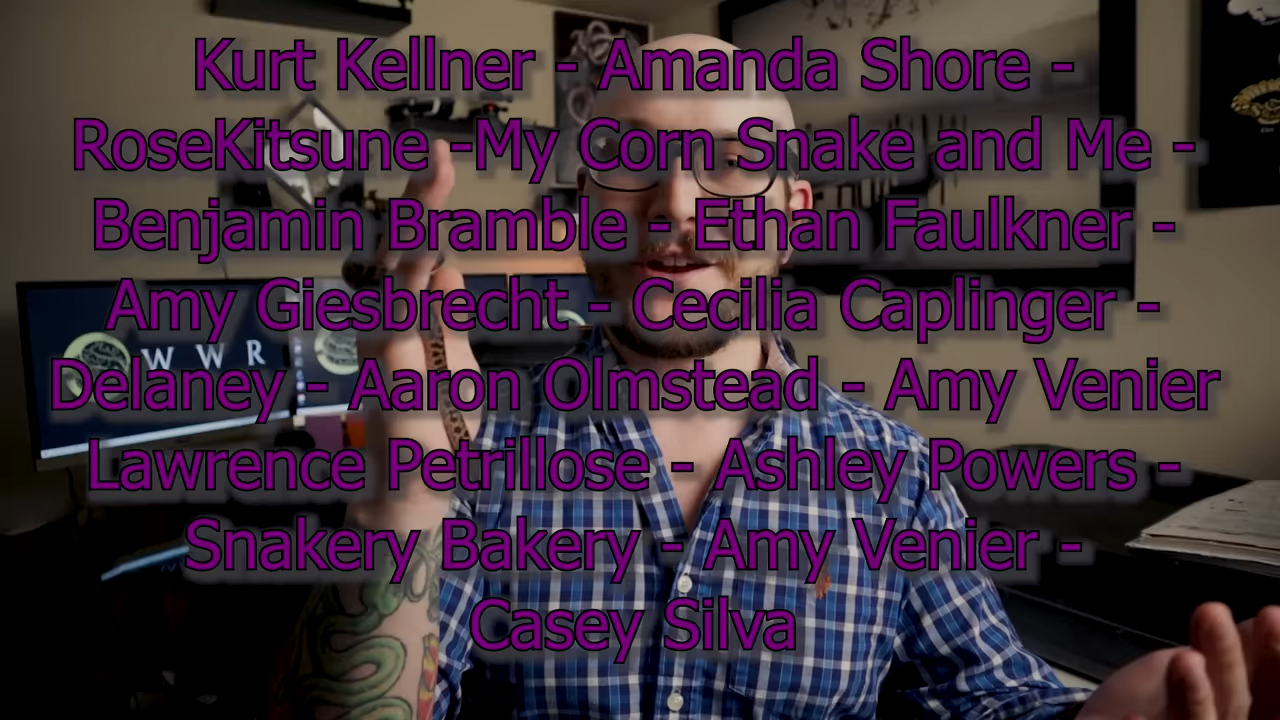 Kurt Kellner - Amanda Shore -
RoseKitsune -My Corn Snake and Me -
Benjamin Bramble - Ethan Faulkner -
Amy Giesbrecht - Cecilia Caplinger -
Delaney - Aaron Olmstead - Amy Venier
Lawrence Petrillose - Ashley Powers -
Snakery Bakery - Amy Venier -
Casey Silva
W W R